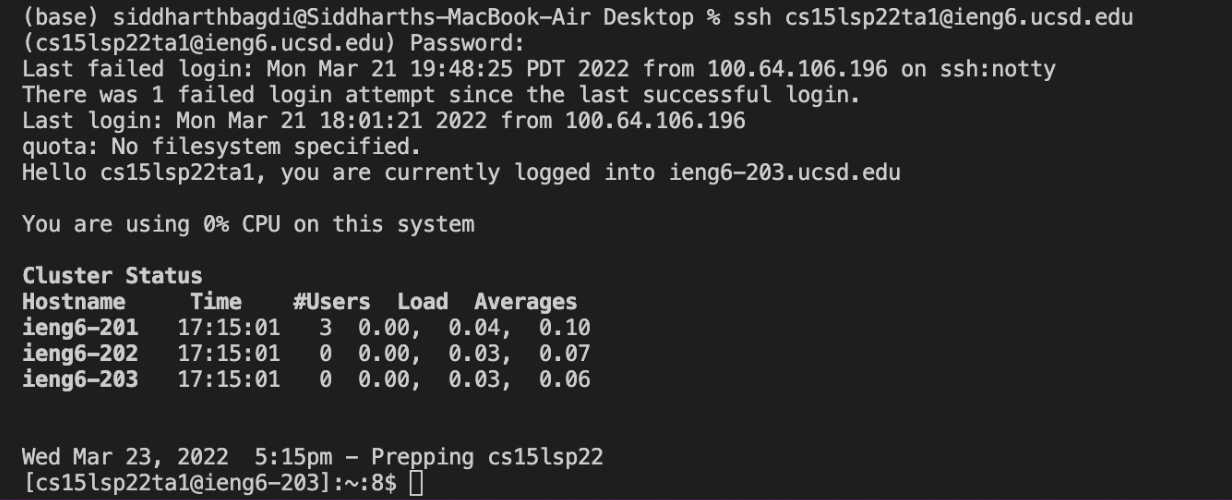 (base) siddharthbagdi@Siddharths-MacBook-Air Desktop % ssh cs15lsp22ta1@ieng6.ucsd.edu
(cs15lsp22ta1@ieng6.ucsd.edu) Password:
Last failed login: Mon Mar 21 19:48:25 PDT 2022 from 100.64.106.196 on ssh:notty
There was 1 failed login attempt since the last successful login.
Last login: Mon Mar 21 18:01:21 2022 from 100.64.106.196
quota: No filesystem specified.
Hello cs15lsp22ta1, you are currently logged into ieng6-203.ucsd.edu
You are using 0% CPU on this system
Cluster Status
Hostname     Time    #Users  Load  Averages
ieng6-201   17:15:01   3  0.00,  0.04,  0.10
ieng6-202   17:15:01   0  0.00,  0.03,  0.07
ieng6-203   17:15:01   0  0.00,  0.03,  0.06
Wed Mar 23, 2022  5:15pm - Prepping cs15lsp22
[cs15lsp22ta1@ieng6-203]:~:8$